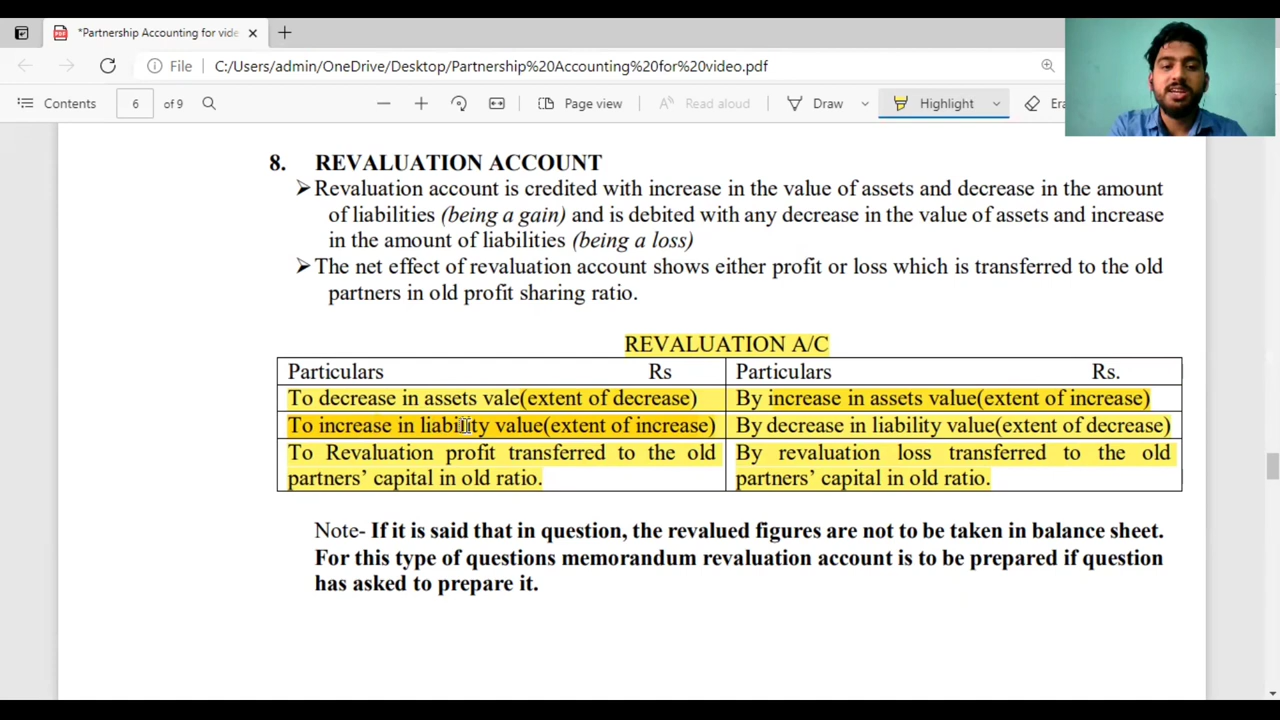 *Partnership Accounting for vide
File C:/Users/admin/OneDrive/Desktop/Partnership%20Accounting%20for%20video.pdf
Contents 6 of 9 Page view Read aloud Draw Highlight
8. REVALUATION ACCOUNT
➢Revaluation account is credited with increase in the value of assets and decrease in the amount
of liabilities (being a gain) and is debited with any decrease in the value of assets and increase
in the amount of liabilities (being a loss)
➢The net effect of revaluation account shows either profit or loss which is transferred to the old
partners in old profit sharing ratio.
REVALUATION A/C
Particulars Rs Particulars Rs.
To decrease in assets vale(extent of decrease) By increase in assets value(extent of increase)
To increase in liability value(extent of increase) By decrease in liability value(extent of decrease)
To Revaluation profit transferred to the old By revaluation loss transferred to the old
partners’ capital in old ratio. partners’ capital in old ratio.
Note- If it is said that in question, the revalued figures are not to be taken in balance sheet.
For this type of questions memorandum revaluation account is to be prepared if question
has asked to prepare it.